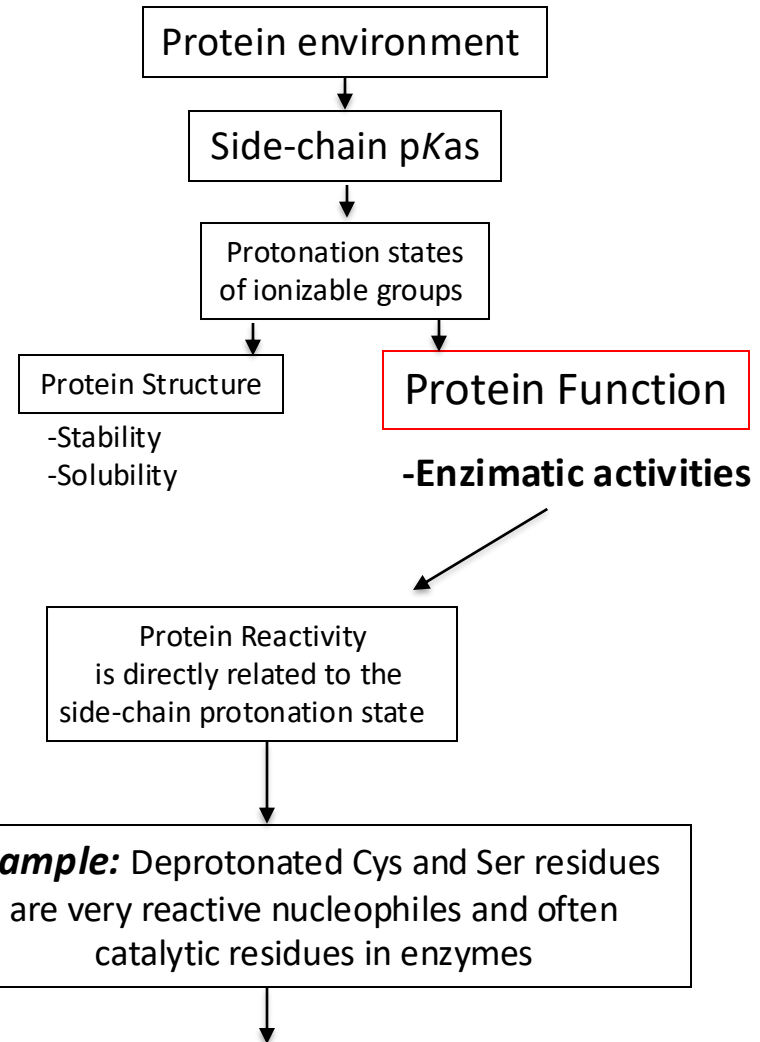 Protein environment
Side-chain pKas
Protonation states
of ionizable groups
Protein Structure
-Stability
-Solubility
Protein Function
-Enzimatic activities
Protein Reactivity
is directly related to the
side-chain protonation state
ample: Deprotonated Cys and Ser residues
are very reactive nucleophiles and often
catalytic residues in enzymes